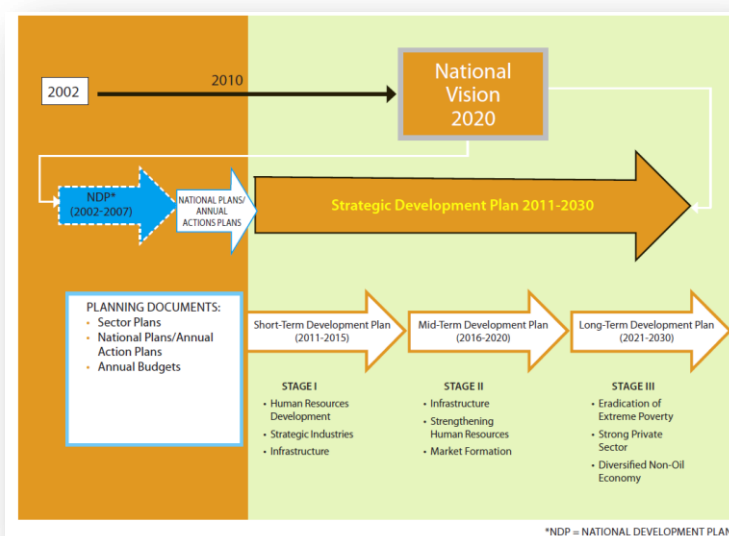 2002
2010
National
Vision
2020
NDP*
(2002-2007)
NATIONAL PLANS/
ANNUAL
ACTIONS PLANS
Strategic Development Plan 2011-2030
PLANNING DOCUMENTS:
• Sector Plans
• National Plans/Annual
Action Plans
• Annual Budgets
Short-Term Development Plan
(2011-2015)
Mid-Term Development Plan
(2016-2020)
Long-Term Development Plan
(2021-2030)
STAGE I
• Human Resources
Development
• Strategic Industries
• Infrastructure
STAGE II
• Infrastructure
• Strengthening
Human Resources
• Market Formation
STAGE III
• Eradication of
Extreme Poverty
• Strong Private
Sector
• Diversified Non-Oil
Economy
*NDP = NATIONAL DEVELOPMENT PLAN